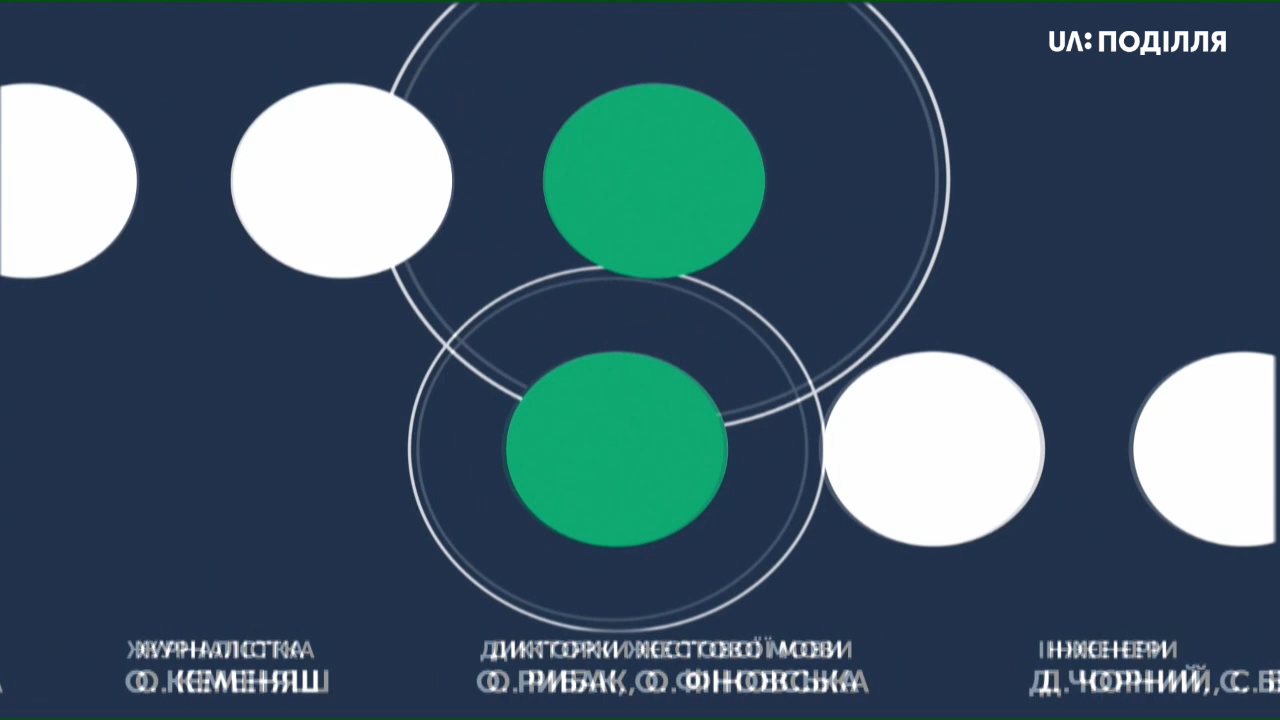 UA: ПОДІЛЛЯ
ЖУРНАЛІСТКА
О. КЕМЕНЯШ
ДИКТОРКИ ЖЕСТОВОЇ МОВИ
О. РИБАК, О. ФІНОВСЬКА
ІНЖЕНЕРИ
Д. ЧОРНИЙ, С.